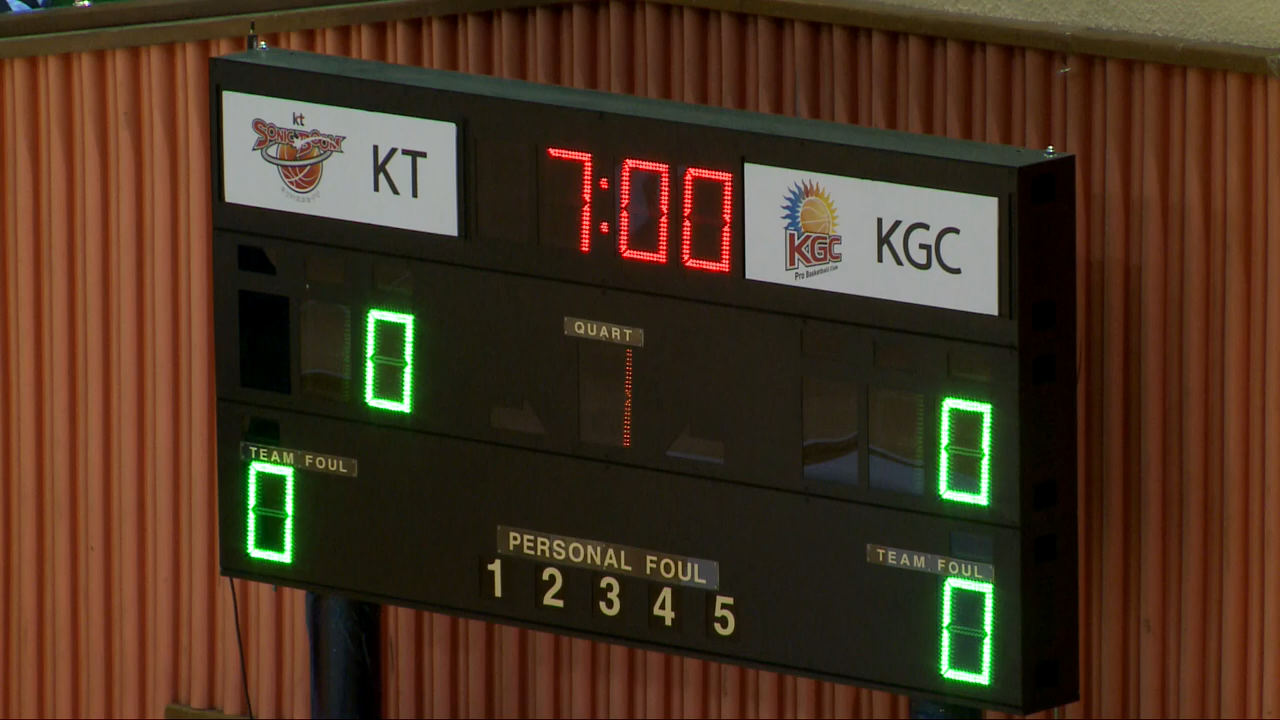 kt
SONICBOOM
KT
7:00
KGC
Pro Basketball Club
KGC
QUART
0
1
0
TEAM FOUL
0
PERSONAL FOUL
1 2 3 4 5
TEAM FOUL
0